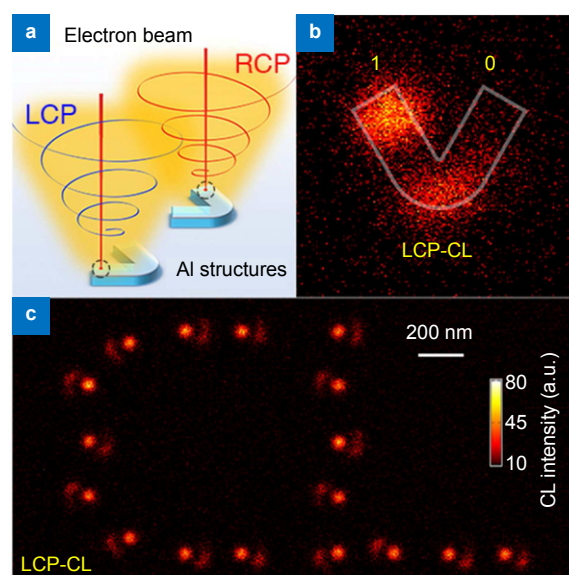 a
Electron beam
RCP
LCP
Al structures
b
1
0
LCP-CL
c
200 nm
80
45
10
CL intensity (a.u.)
LCP-CL